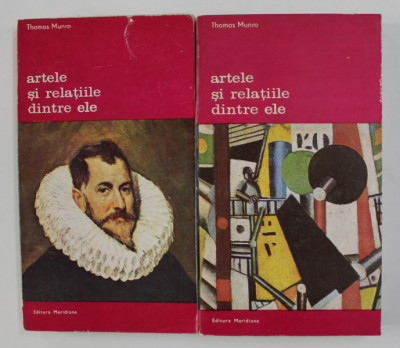 Thomas Munro
artele
și relațiile
dintre ele
Editura Meridiane
Thomas Munro
artele
și relațiile
dintre ele
Editura Meridiane